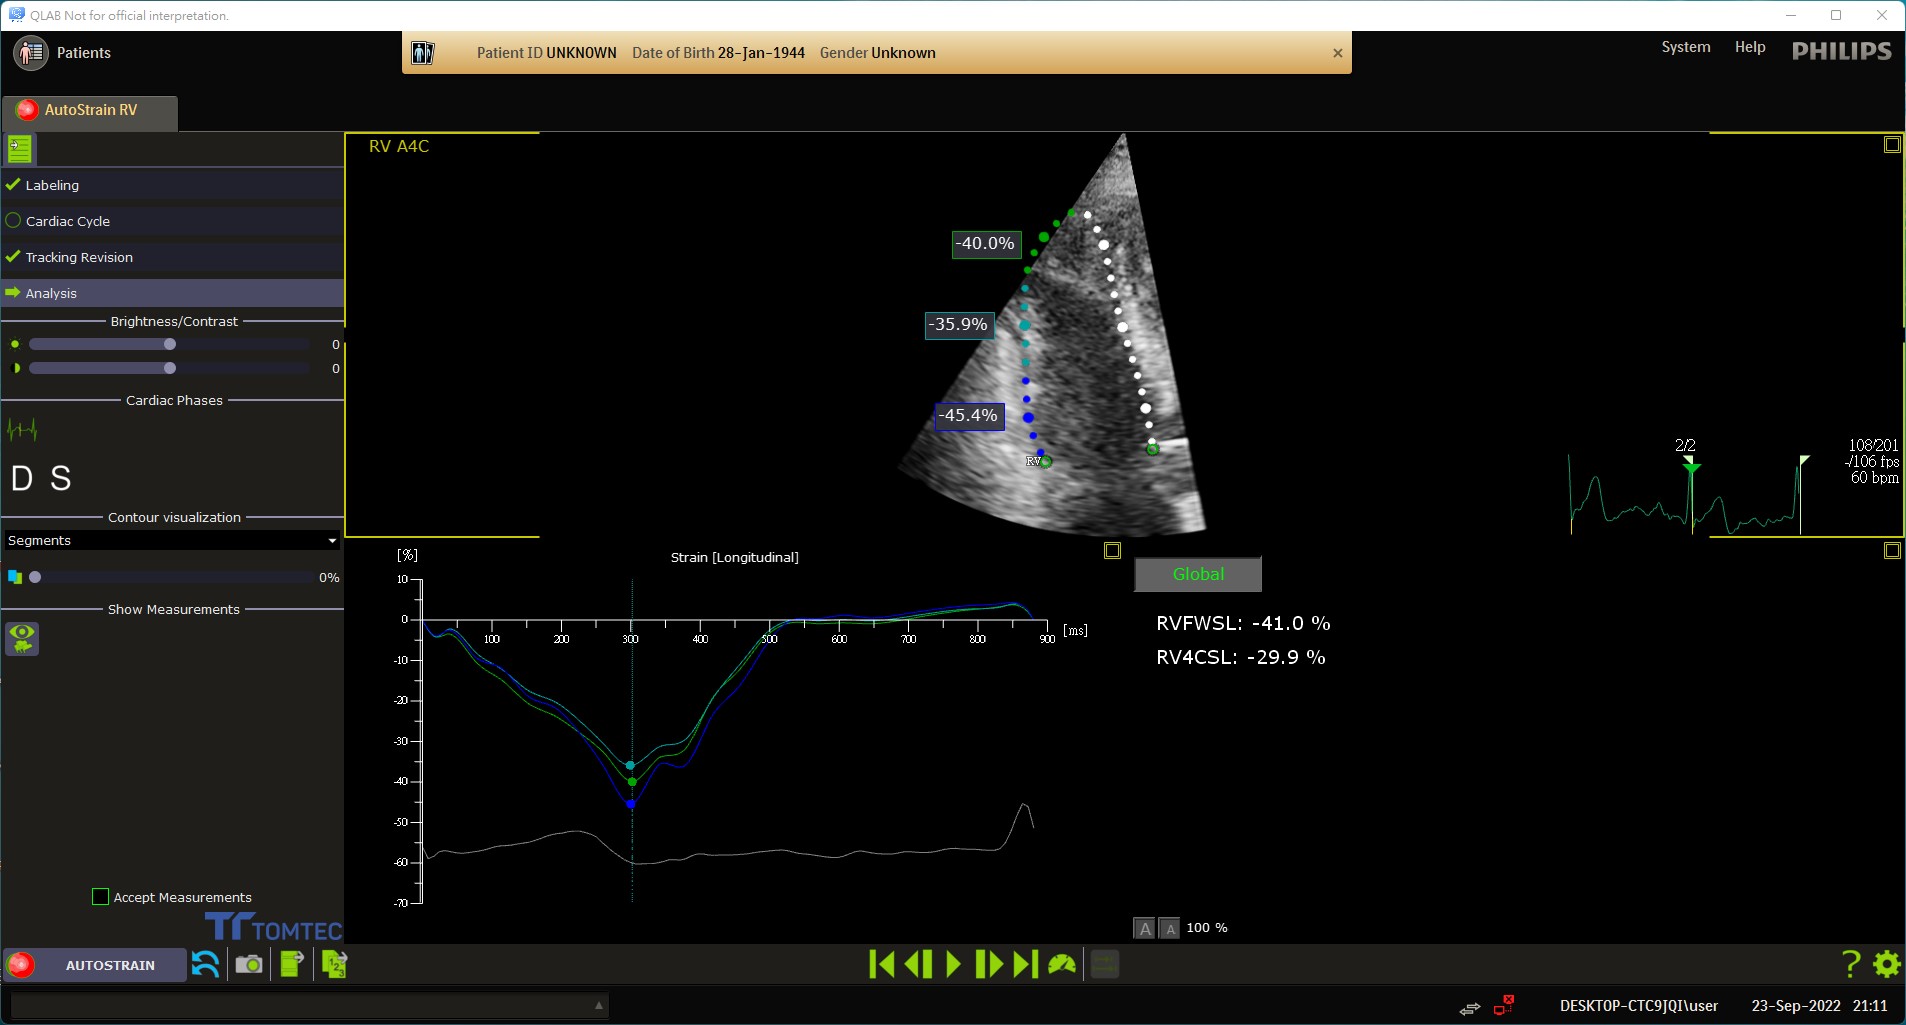 QLAB Not for official interpretation.
Patients
Patient ID UNKNOWN Date of Birth 28-Jan-1944 Gender Unknown
System Help PHILIPS
AutoStrain RV
Labeling
Cardiac Cycle
Tracking Revision
Analysis
Brightness/Contrast
0
0
Cardiac Phases
D S
Contour visualization
Segments
0%
Show Measurements
Accept Measurements
TOMTEC
RV A4C
-40.0%
-35.9%
-45.4%
RV
2/2
108/201
-/106 fps
60 bpm
[%]
Strain [Longitudinal]
10
0
-10
-20
-30
-40
-50
-60
-70
100 200 300 400 500 600 700 800 900 [ms]
Global
RVFWSL: -41.0 %
RV4CSL: -29.9 %
A A 100 %
AUTOSTRAIN
1 2 3
?
DESKTOP-CTC9JQI\user 23-Sep-2022 21:11